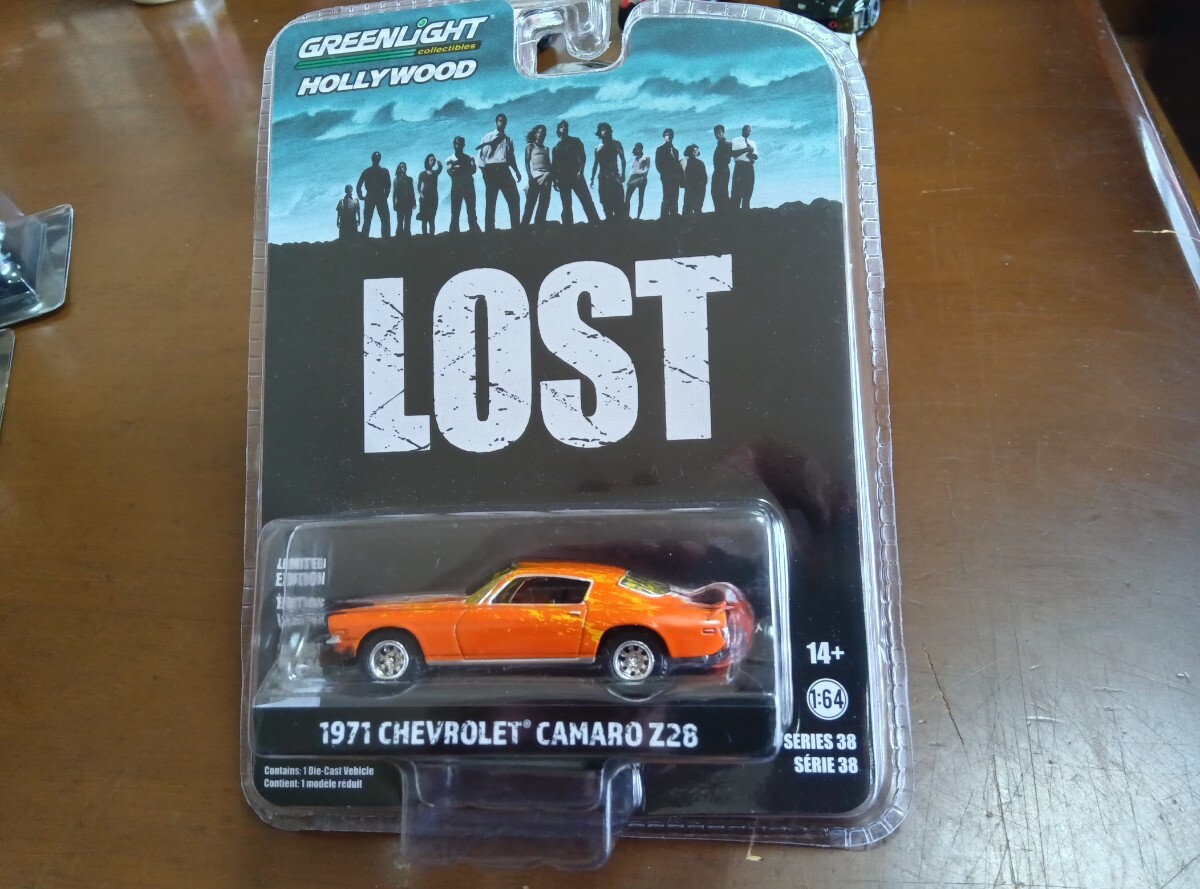 GREENLiGHT
collectibles
HOLLYWOOD
LOST
LIMITED
EDITION
14+
1:64
1971 CHEVROLET® CAMARO Z28
SERIES 38
SÉRIE 38
Contains: 1 Die-Cast Vehicle
Contient: 1 modèle réduit